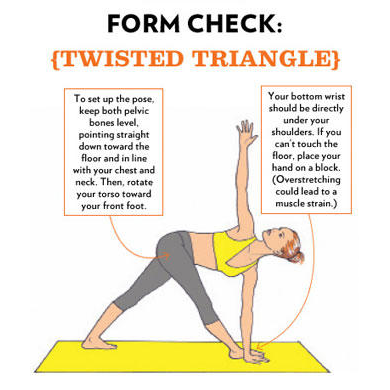 FORM CHECK:
{TWISTED TRIANGLE}
To set up the pose,
keep both pelvic
bones level,
pointing straight
down toward the
floor and in line
with your chest and
neck. Then, rotate
your torso toward
your front foot.
Your bottom wrist
should be directly
under your
shoulders. If you
can't touch the
floor, place your
hand on a block.
(Overstretching
could lead to a
muscle strain.)